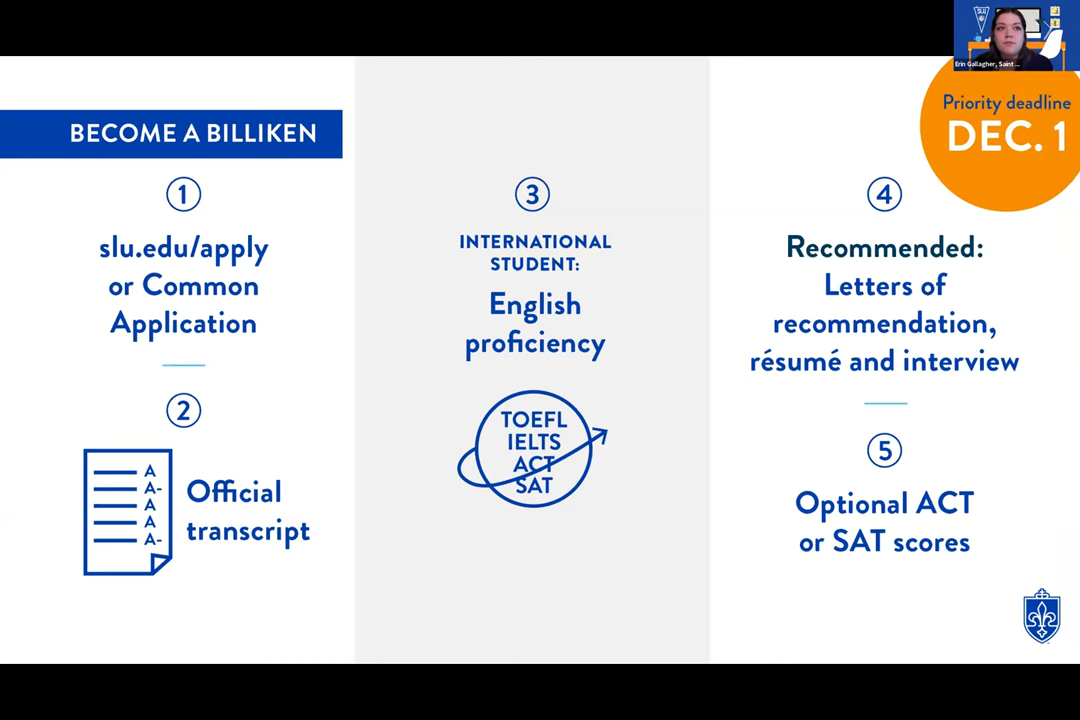 BECOME A BILLIKEN
1
slu.edu/apply
or Common
Application
2
A
A-
A
A
A-
Official
transcript
3
INTERNATIONAL
STUDENT:
English
proficiency
TOEFL
IELTS
ACT
SAT
Priority deadline
DEC. 1
4
Recommended:
Letters of
recommendation,
résumé and interview
5
Optional ACT
or SAT scores
SLU
Erin Gallagher, Saint ...